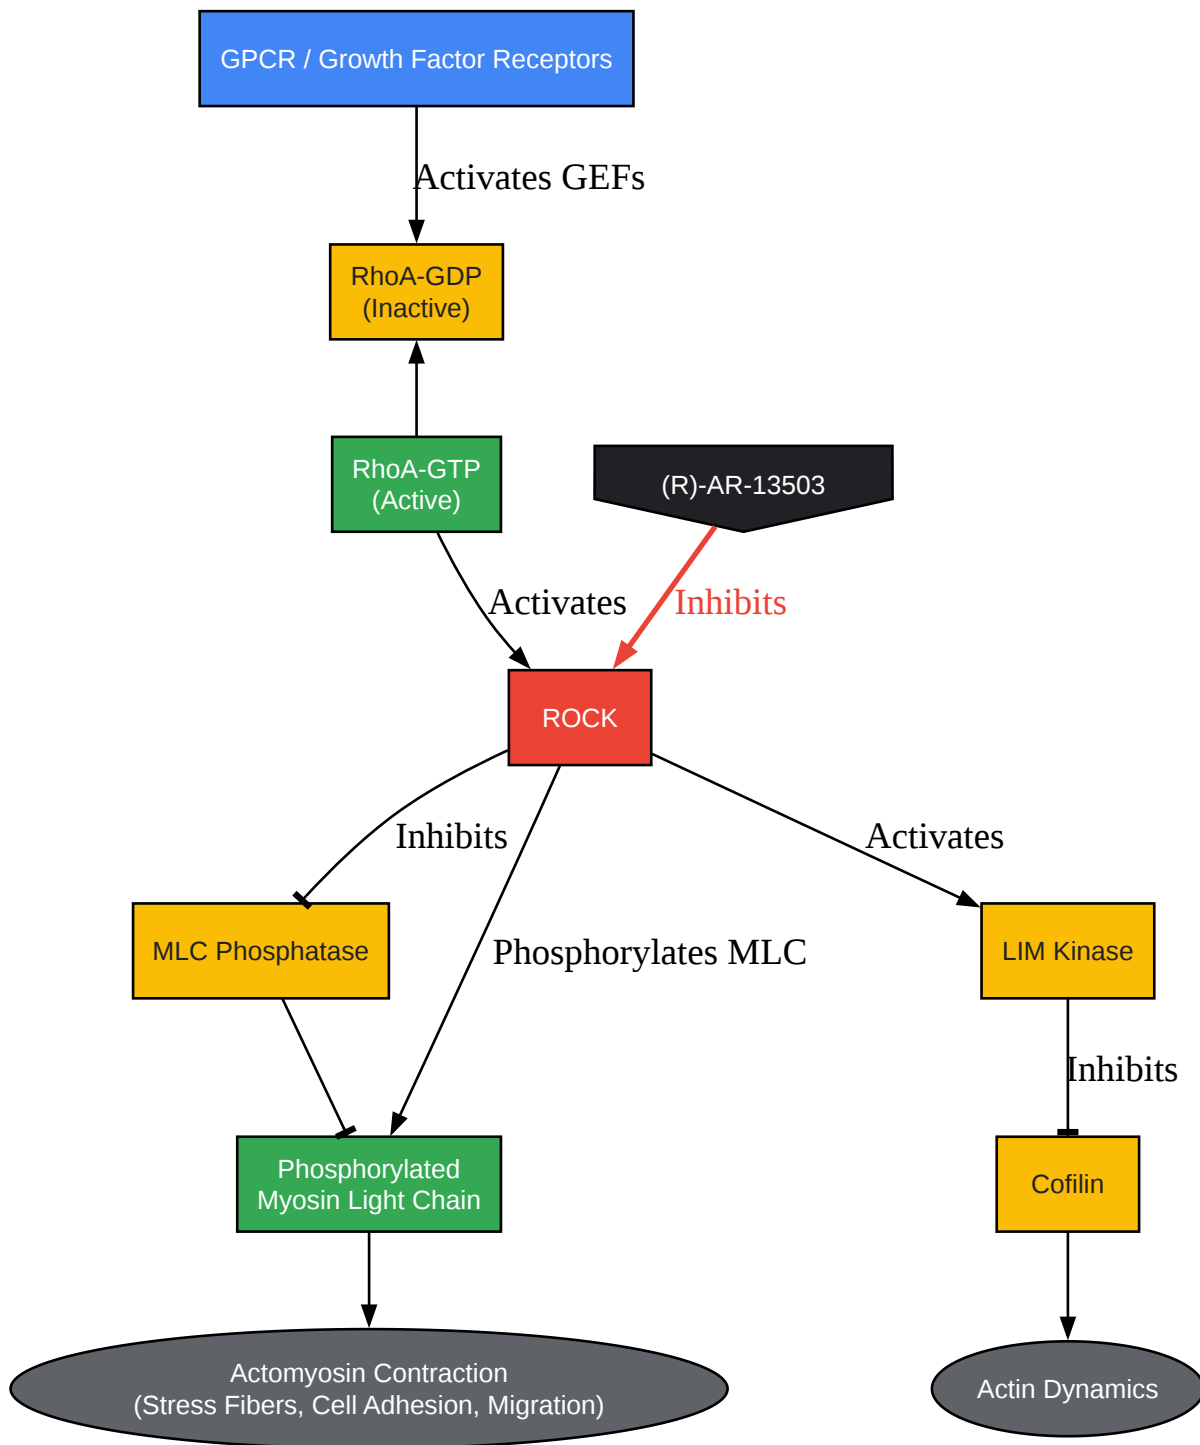 GPCR / Growth Factor Receptors
Activates GEFs
RhoA-GDP
(Inactive)
RhoA-GTP
(Active)
(R)-AR-13503
Activates
Inhibits
ROCK
Inhibits
Activates
MLC Phosphatase
Phosphorylates MLC
LIM Kinase
Inhibits
Phosphorylated
Myosin Light Chain
Cofilin
Actomyosin Contraction
(Stress Fibers, Cell Adhesion, Migration)
Actin Dynamics